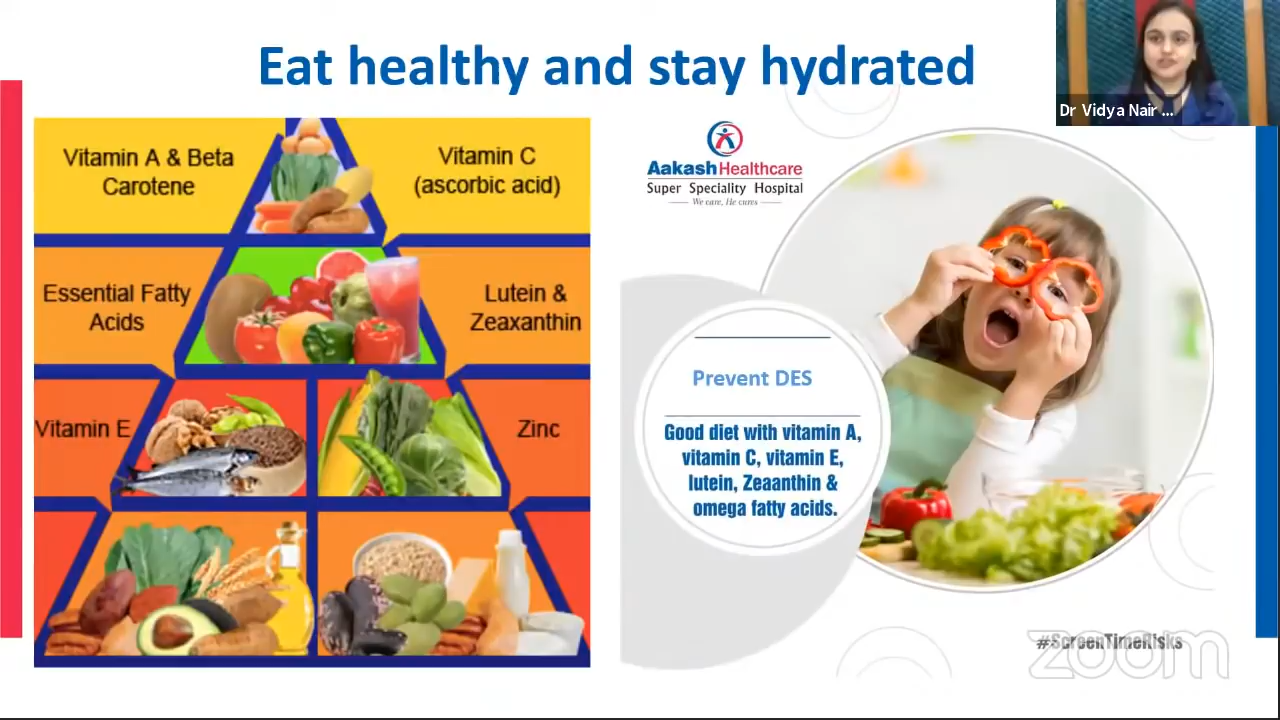 Eat healthy and stay hydrated
Dr Vidya Nair ...
Vitamin A & Beta
Carotene
Vitamin C
(ascorbic acid)
Essential Fatty
Acids
Lutein &
Zeaxanthin
Vitamin E
Zinc
Aakash Healthcare
Super Speciality Hospital
We care, He cures
Prevent DES
Good diet with vitamin A,
vitamin C, vitamin E,
lutein, Zeaanthin &
omega fatty acids.
#ScreenTimeRisks
zoom